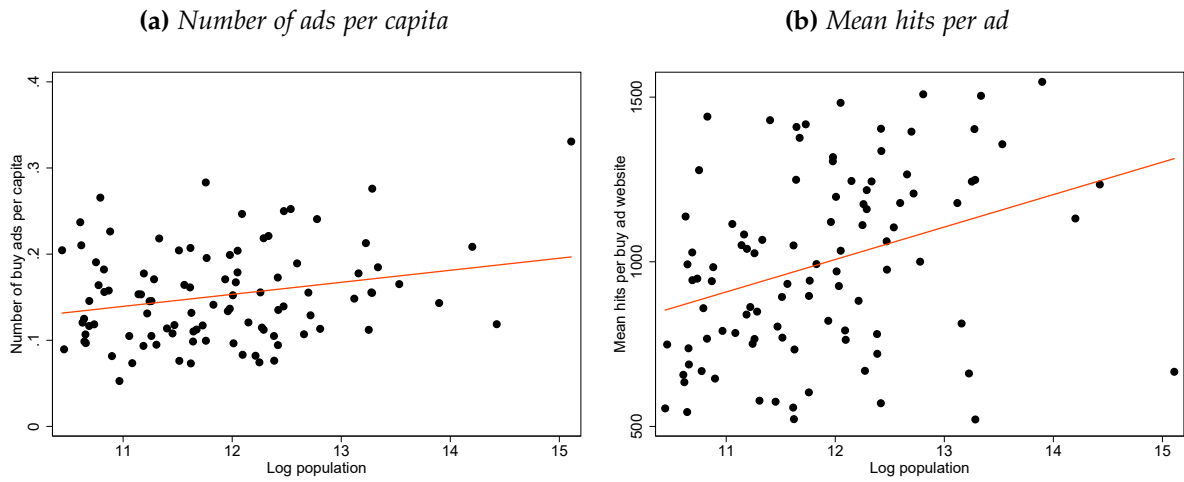 (a) Number of ads per capita
Number of buy ads per capita
.4
.3
.2
.1
0
11 12 13 14 15
Log population
(b) Mean hits per ad
Mean hits per buy ad website
1500
1000
500
11 12 13 14 15
Log population